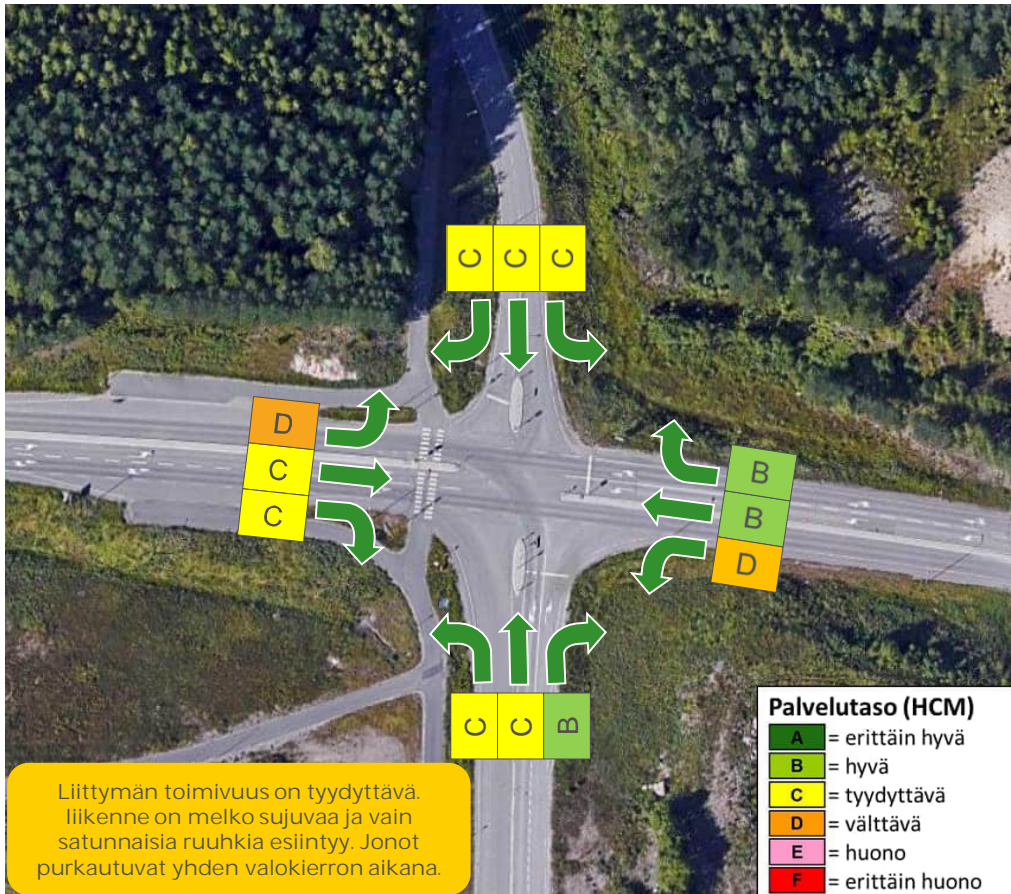 C C C
D
C
C
B
B
D
C C B
Palvelutaso (HCM)
A = erittäin hyvä
B = hyvä
C = tyydyttävä
D = välttävä
E = huono
F = erittäin huono
Liittymän toimivuus on tyydyttävä.
liikenne on melko sujuvaa ja vain
satunnaisia ruuhkia esiintyy. Jonot
purkautuvat yhden valokierron aikana.